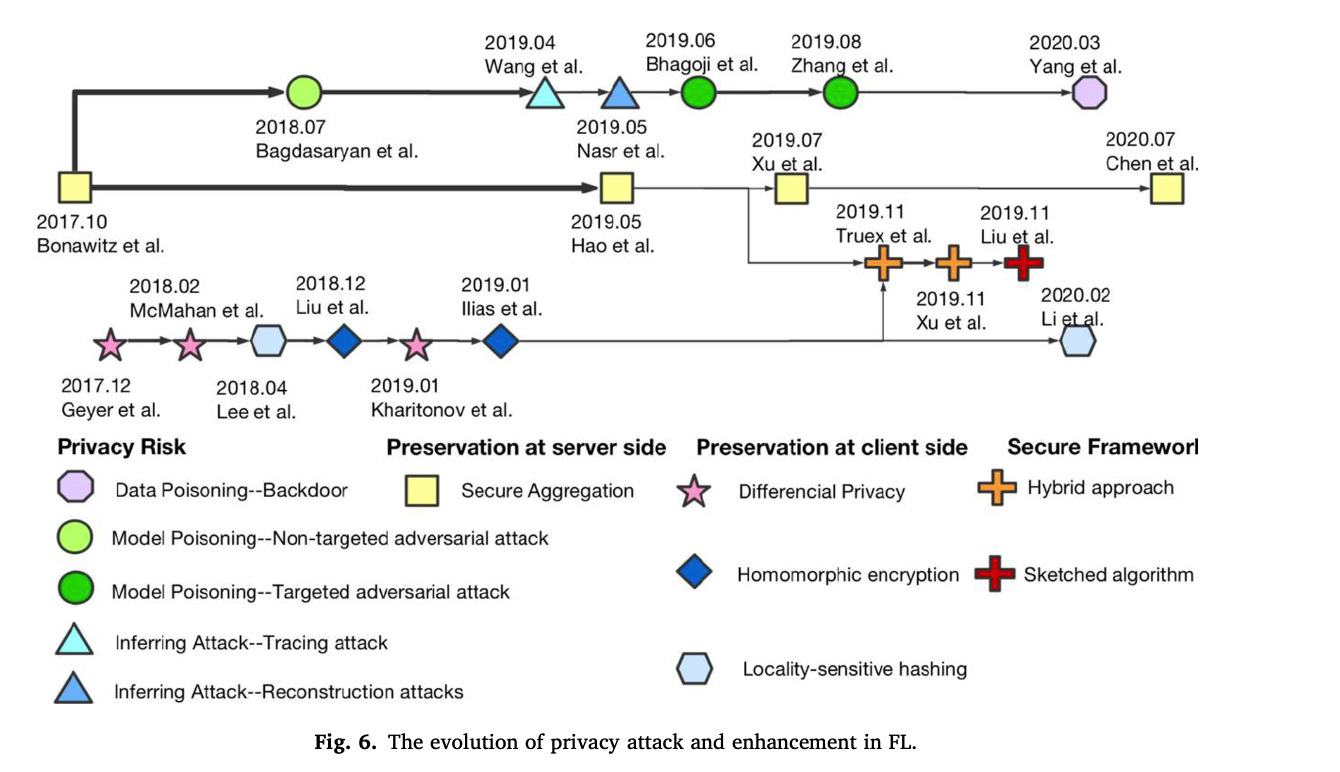 2019.04
Wang et al.
2019.06
Bhagoji et al.
2019.08
Zhang et al.
2020.03
Yang et al.
2018.07
Bagdasaryan et al.
2019.05
Nasr et al.
2019.07
Xu et al.
2020.07
Chen et al.
2017.10
Bonawitz et al.
2019.05
Hao et al.
2019.11
Truex et al.
2019.11
Liu et al.
2018.02
McMahan et al.
2018.12
Liu et al.
2019.01
Ilias et al.
2019.11
Xu et al.
2020.02
Li et al.
2017.12
Geyer et al.
2018.04
Lee et al.
2019.01
Kharitonov et al.
Privacy Risk
Data Poisoning--Backdoor
Model Poisoning--Non-targeted adversarial attack
Model Poisoning--Targeted adversarial attack
Inferring Attack--Tracing attack
Inferring Attack--Reconstruction attacks
Preservation at server side
Secure Aggregation
Preservation at client side
Differencial Privacy
Homomorphic encryption
Locality-sensitive hashing
Secure Framework
Hybrid approach
Sketched algorithm
Fig. 6. The evolution of privacy attack and enhancement in FL.